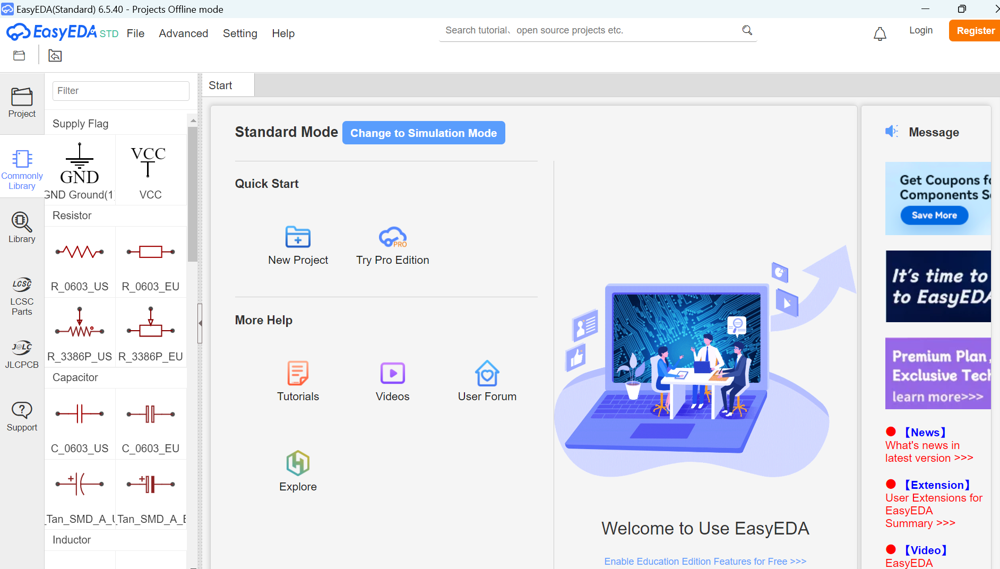 EasyEDA(Standard) 6.5.40 - Projects Offline mode
EasyEDA STD File Advanced Setting Help
Search tutorial、open source projects etc.
Login
Register
Project
Commonly
Library
Library
LCSC
LCSC
Parts
J@LC
JLCPCB
Support
Filter
Supply Flag
GND
GND Ground(1
VCC
VCC
Resistor
R_0603_US
R_0603_EU
R_3386P_US
R_3386P_EU
Capacitor
C_0603_US
C_0603_EU
_Tan_SMD_A_U
_Tan_SMD_A_E
Inductor
Start
Standard Mode
Change to Simulation Mode
Quick Start
New Project
PRO
Try Pro Edition
More Help
Tutorials
Videos
User Forum
Explore
Welcome to Use EasyEDA
Enable Education Edition Features for Free >>>
Message
Get Coupons fo
Components S
Save More
It's time to
to EasyEDA
Premium Plan,
Exclusive Tech
learn more>>>
【News】
What's news in
latest version >>>
【Extension】
User Extensions for
EasyEDA
Summary >>>
【Video】
EasyEDA